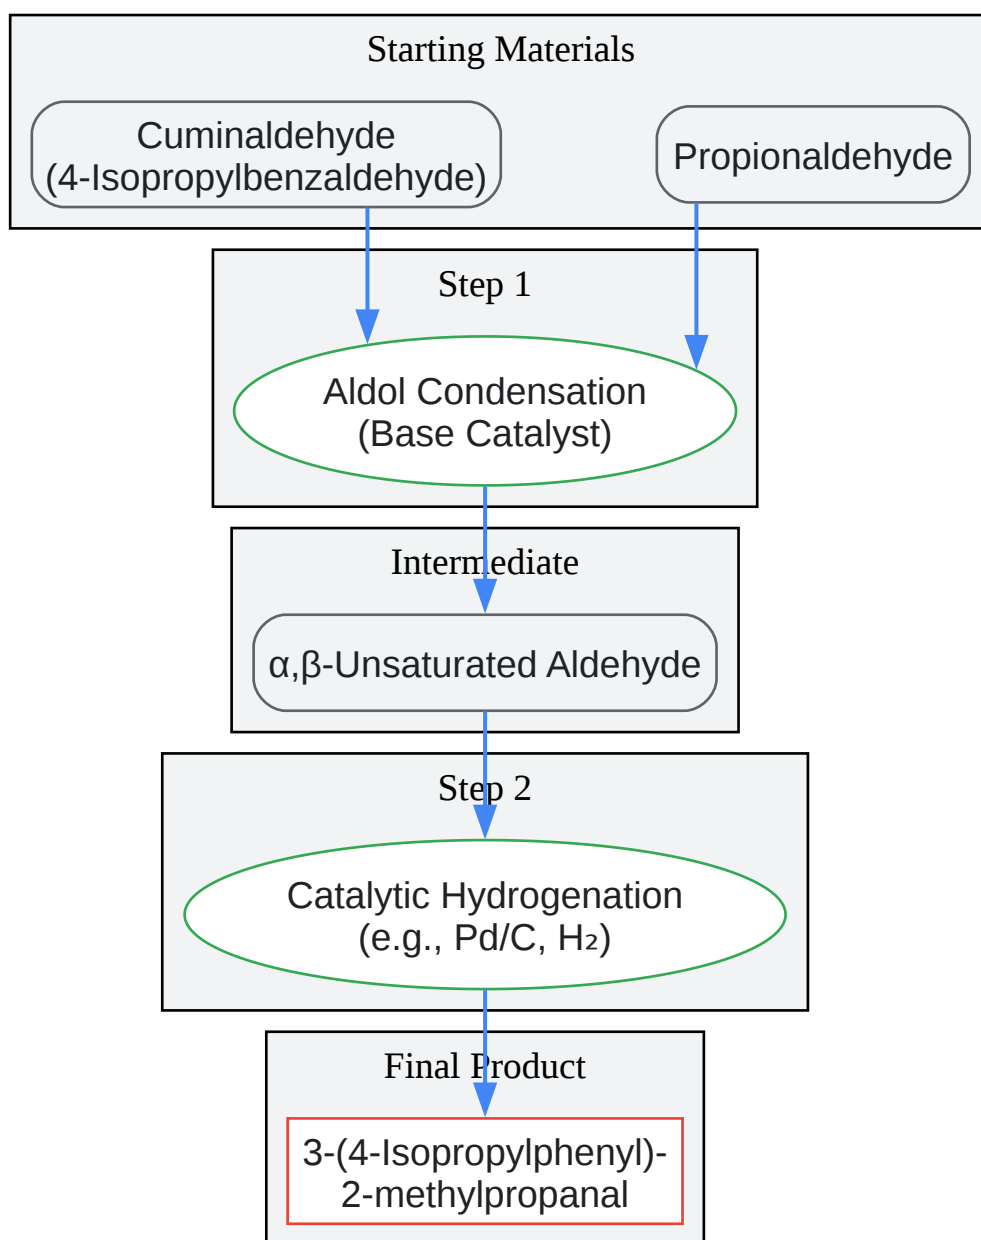 Starting Materials
Cuminaldehyde
(4-Isopropylbenzaldehyde)
Propionaldehyde
Step 1
Aldol Condensation
(Base Catalyst)
Intermediate
α,β-Unsaturated Aldehyde
Step 2
Catalytic Hydrogenation
(e.g., Pd/C, H₂)
Final Product
3-(4-Isopropylphenyl)-
2-methylpropanal